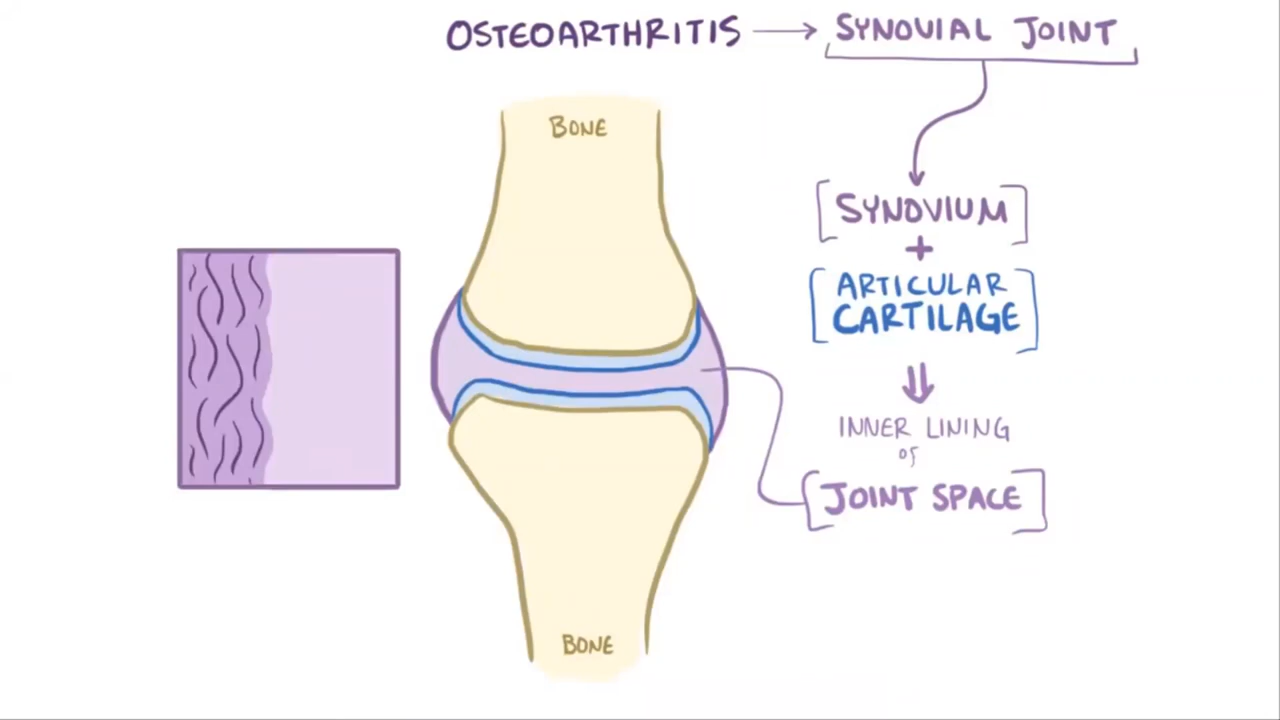 OSTEOARTHRITIS → SYNOVIAL JOINT
BONE
[SYNOVIUM]
+
[ARTICULAR
CARTILAGE]
⇓
INNER LINING
of
[JOINT SPACE]
BONE